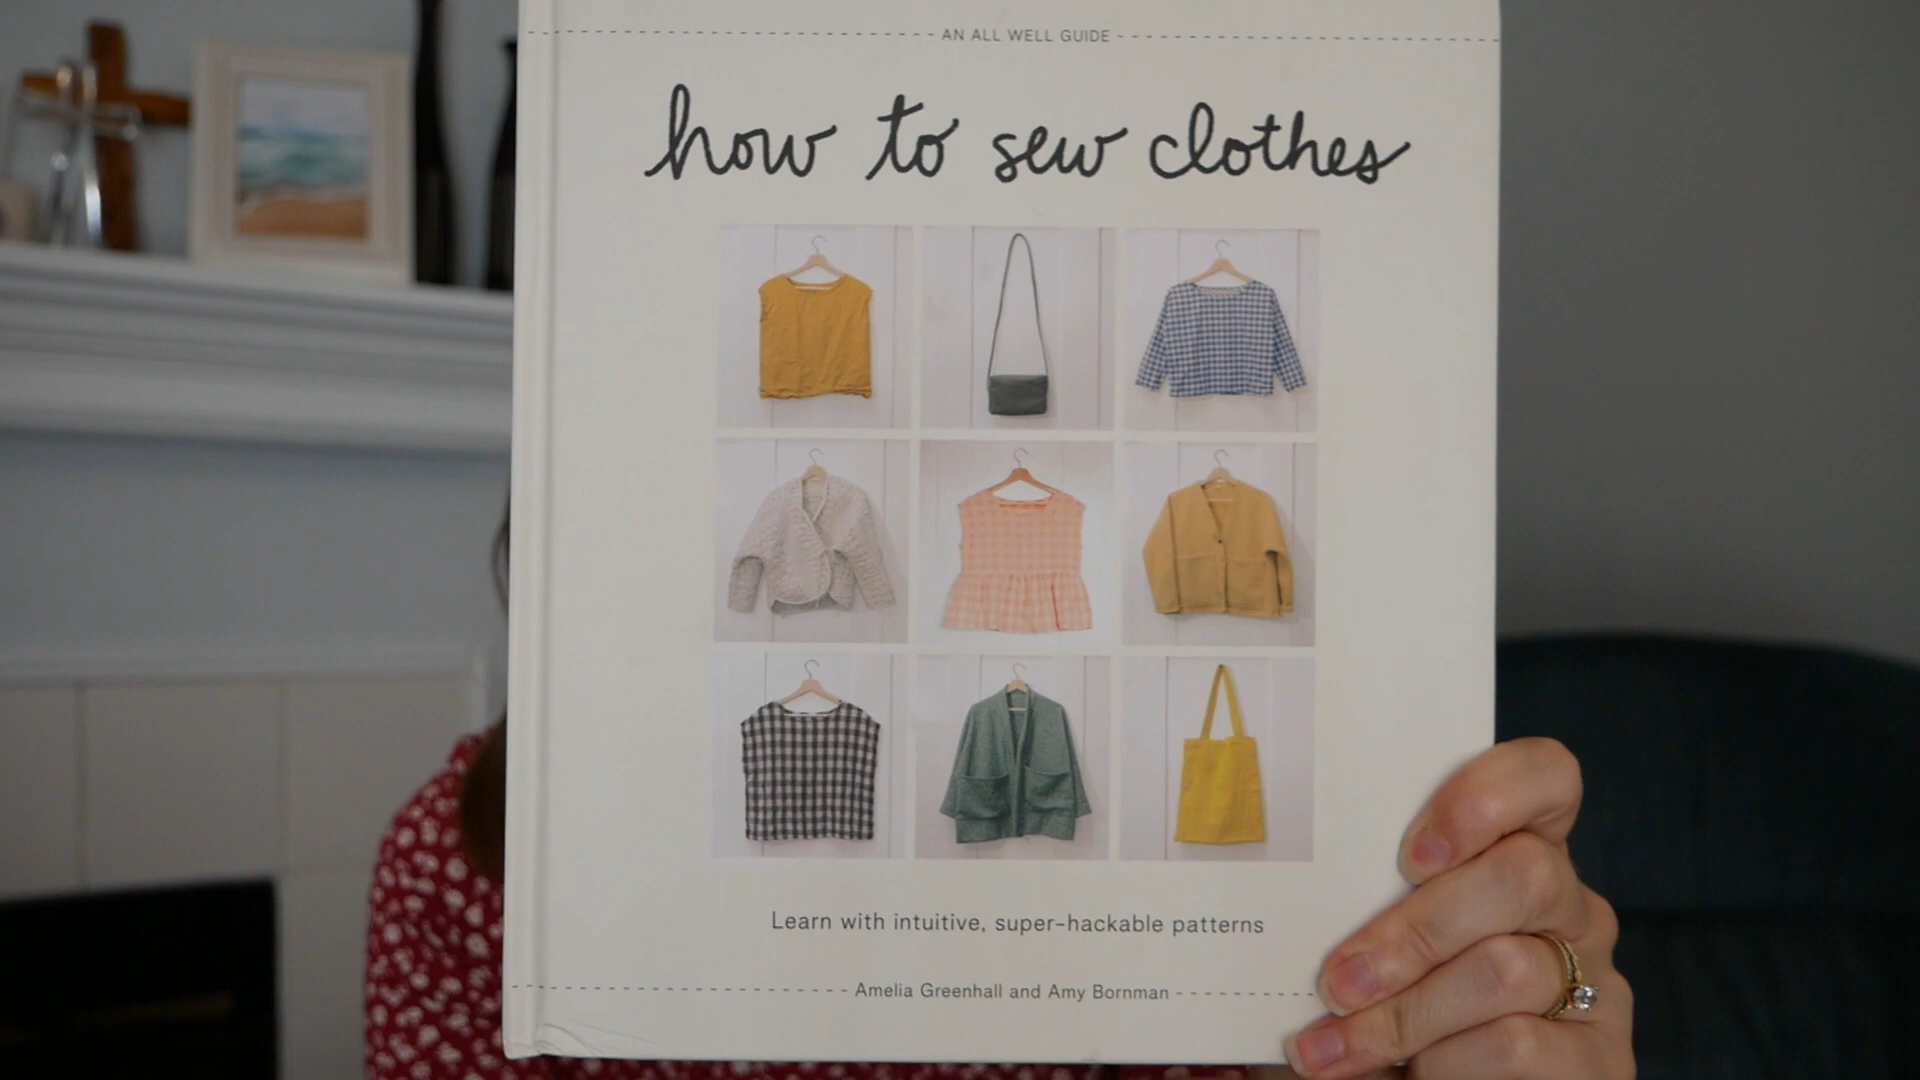 AN ALL WELL GUIDE
how to sew clothes
Learn with intuitive, super-hackable patterns
Amelia Greenhall and Amy Bornman